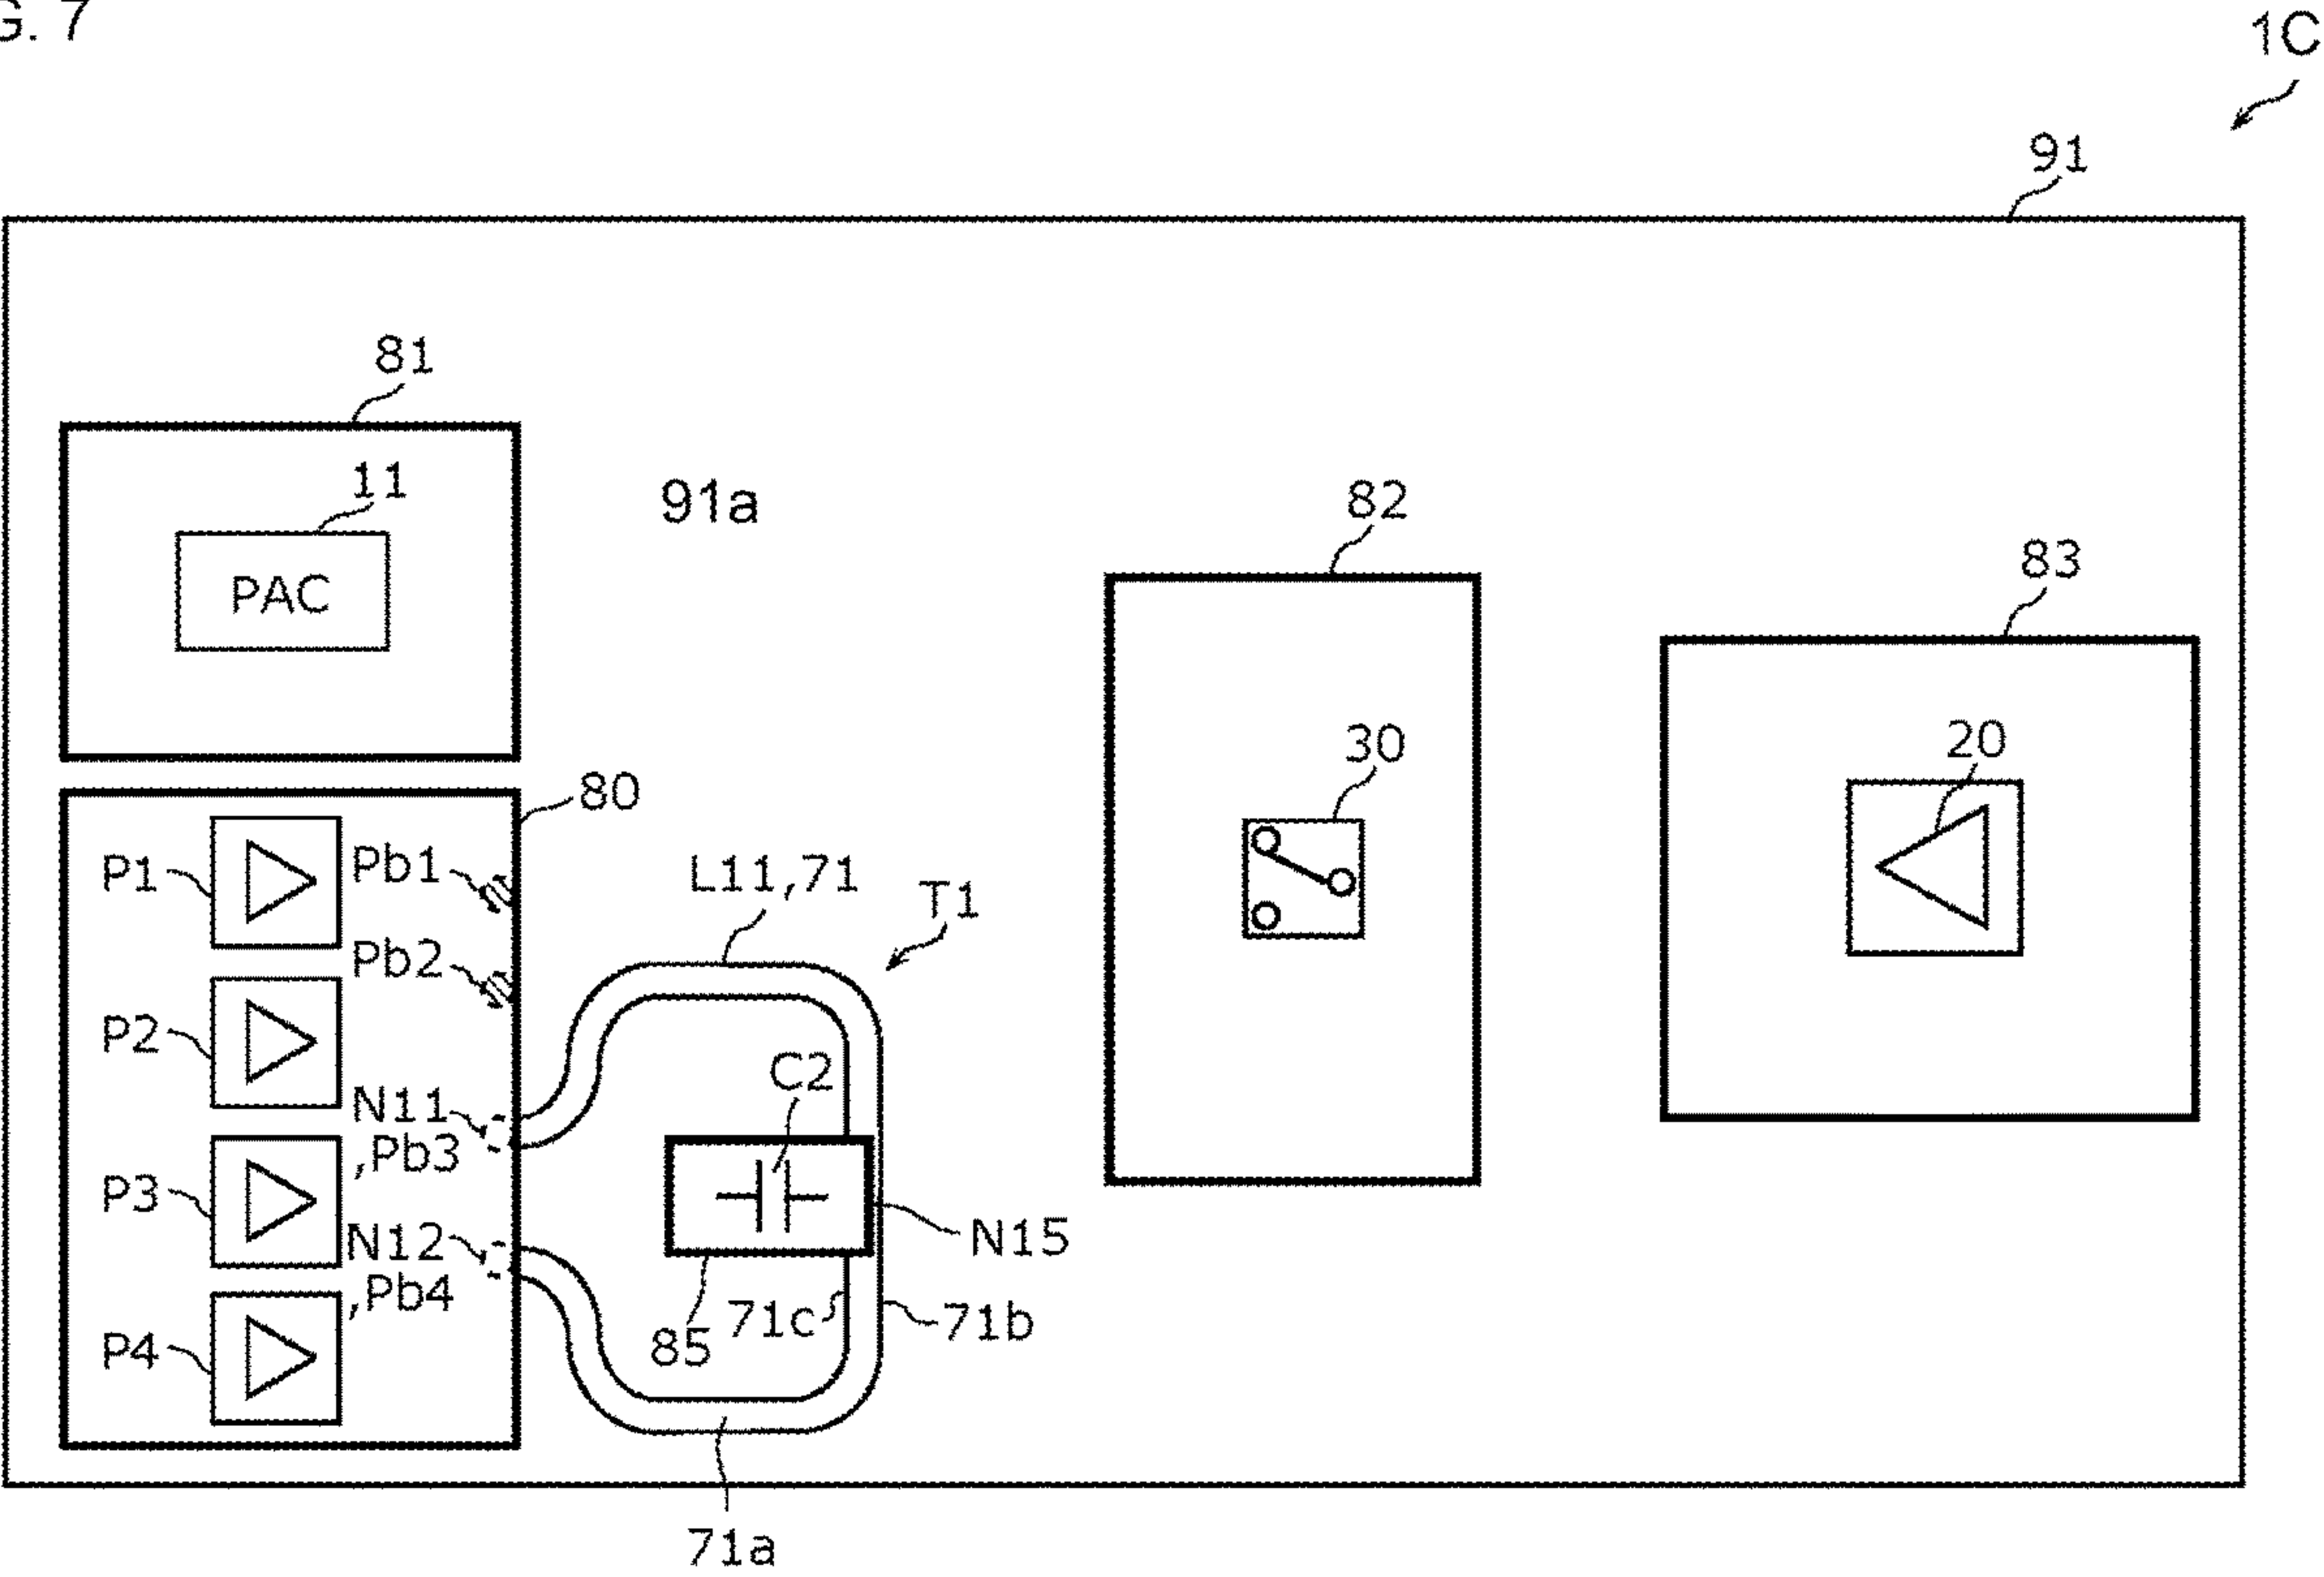 G. 7
1C
91
81
11
PAC
91a
82
83
30
20
80
P1
Pb1
L11,71
T1
Pb2
P2
C2
N11
,Pb3
P3
N12
,Pb4
N15
71c
71b
85
P4
71a